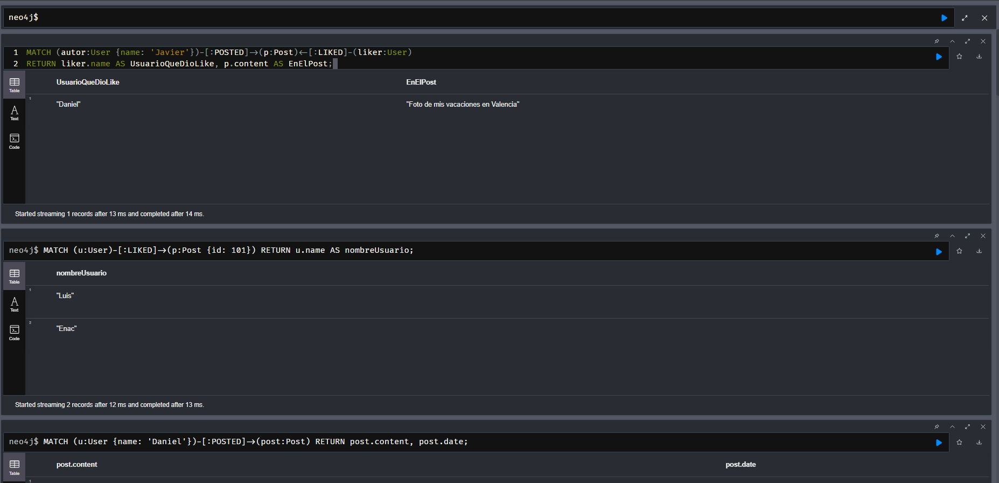 neo4j$
1 MATCH (autor:User {name: 'Javier'})-[:POSTED]→(p:Post)←[:LIKED]-(liker:User)
2 RETURN liker.name AS UsuarioQueDioLike, p.content AS EnElPost;
Table
UsuarioQueDioLike EnElPost
1
"Daniel" "Foto de mis vacaciones en Valencia"
Text
Code
Started streaming 1 records after 13 ms and completed after 14 ms.
neo4j$ MATCH (u:User)-[:LIKED]→(p:Post {id: 101}) RETURN u.name AS nombreUsuario;
Table
nombreUsuario
1
"Luis"
Text
2
"Enac"
Code
Started streaming 2 records after 12 ms and completed after 13 ms.
neo4j$ MATCH (u:User {name: 'Daniel'})-[:POSTED]→(post:Post) RETURN post.content, post.date;
Table
post.content post.date
1